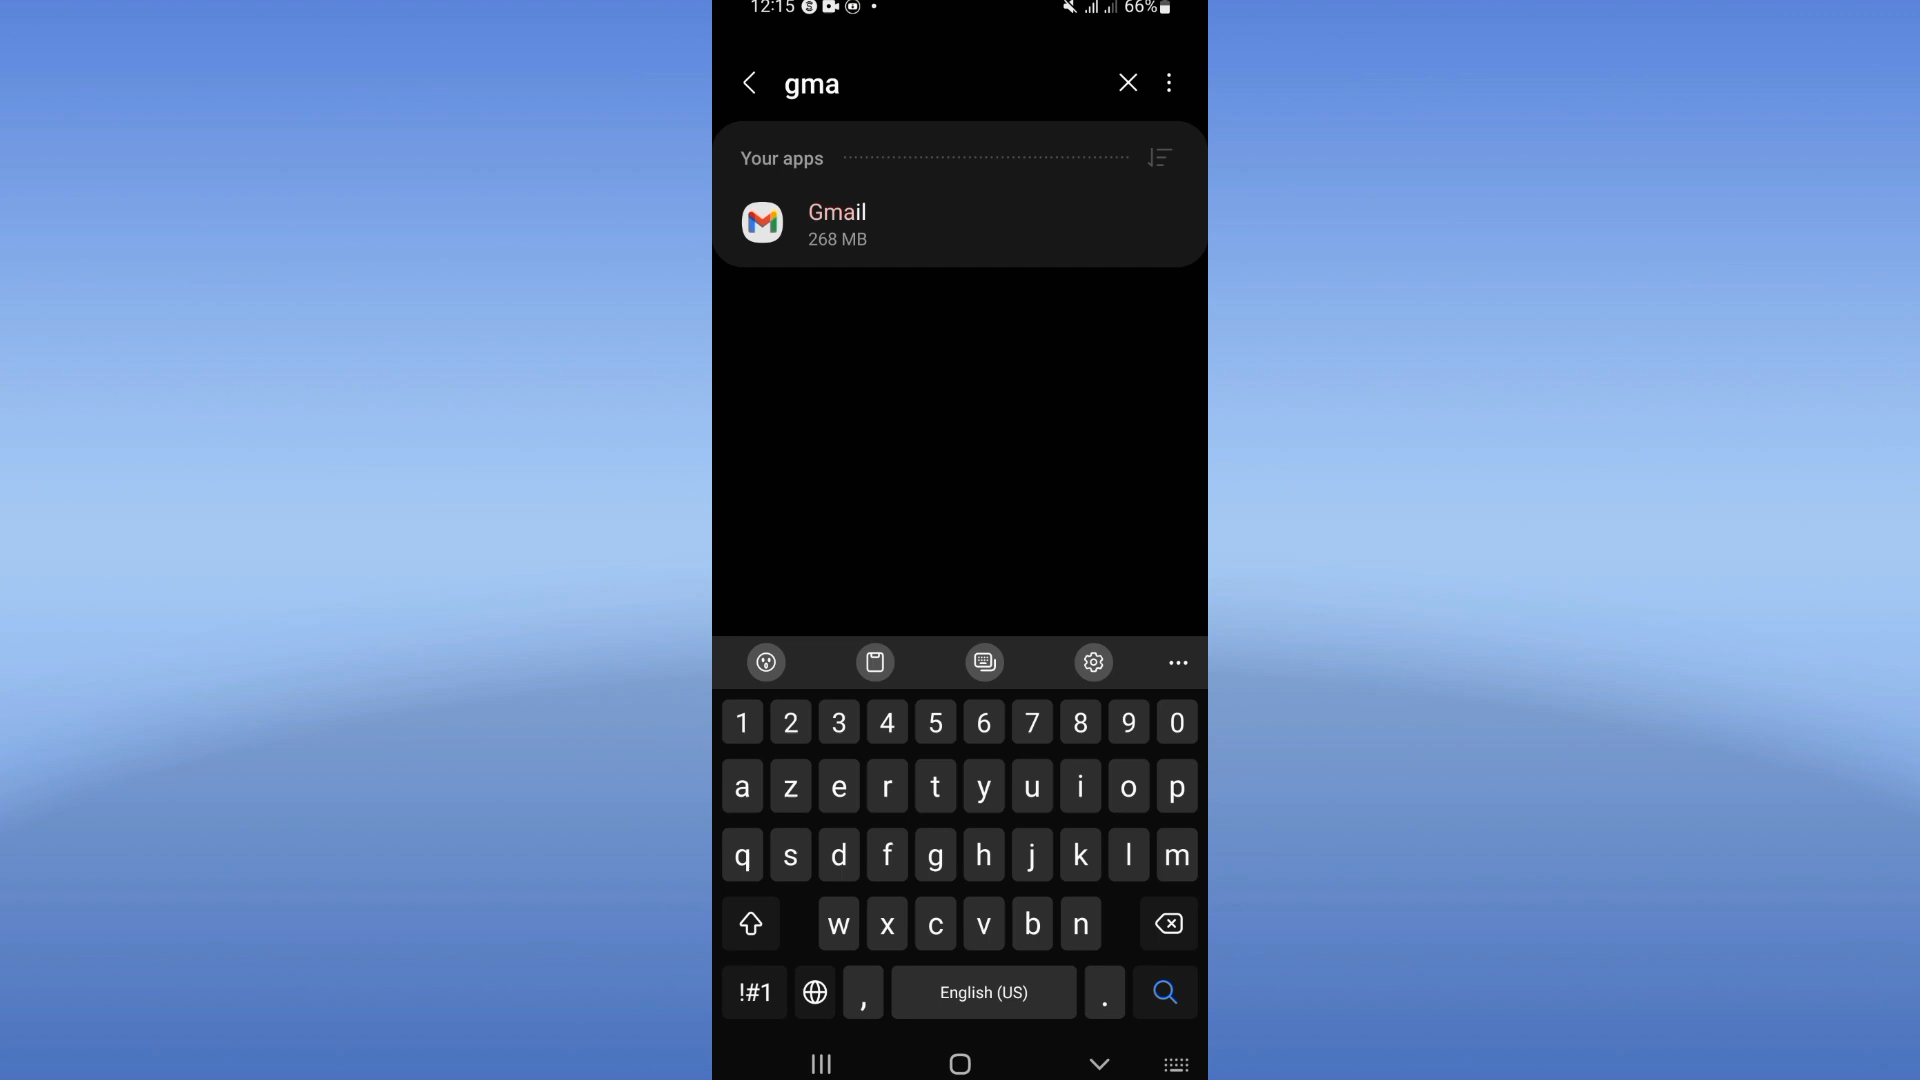 12:15 66%
gma
Your apps
Gmail
268 MB
1 2 3 4 5 6 7 8 9 0
a z e r t y u i o p
q s d f g h j k l m
w x c v b n
!#1 , English (US) .